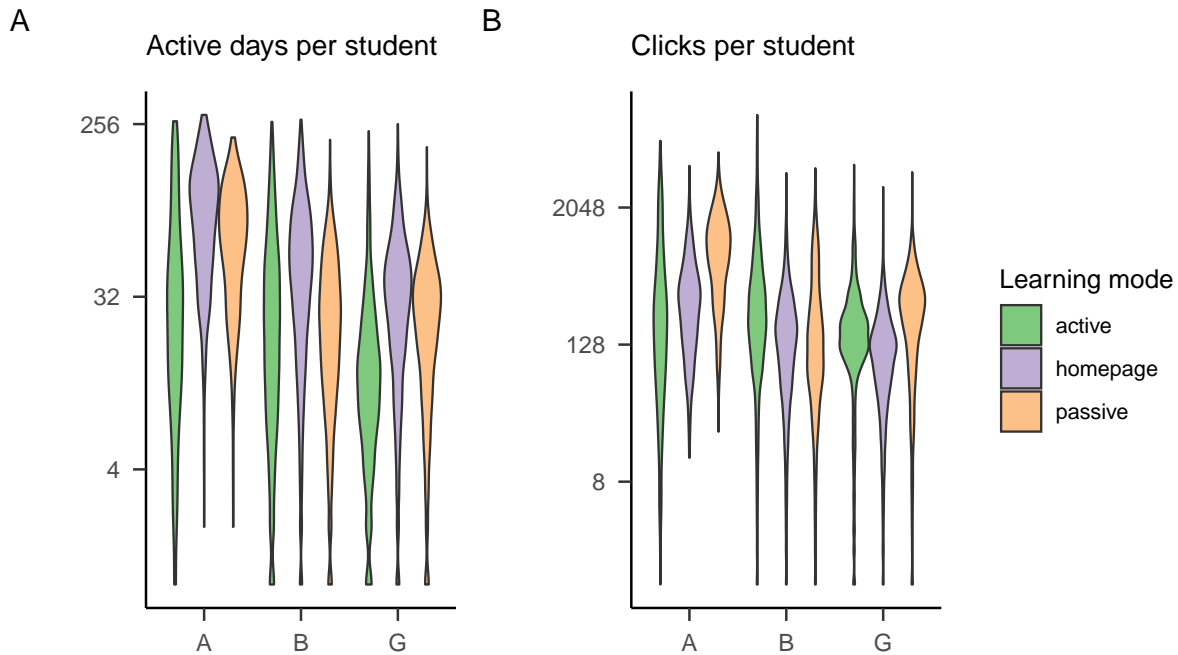 A
Active days per student
256
32
4
A B G
B
Clicks per student
2048
128
8
A B G
Learning mode
active
homepage
passive